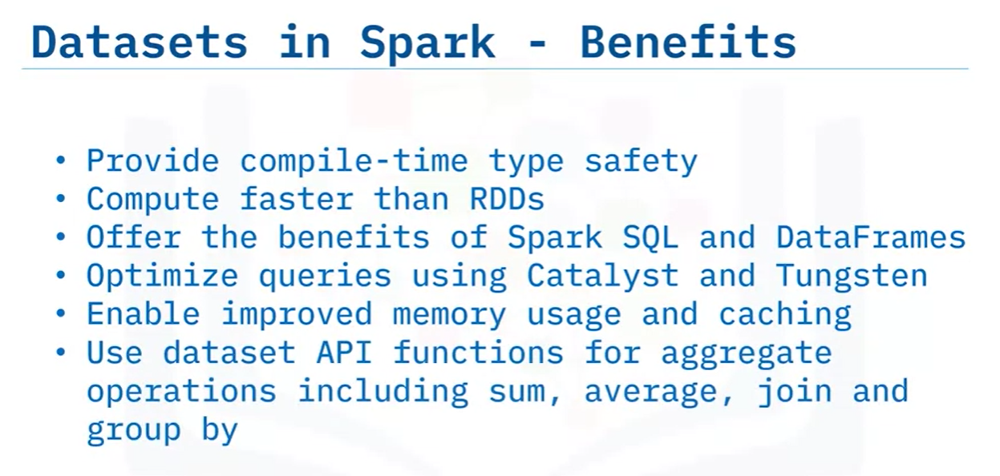 Datasets in Spark - Benefits
• Provide compile-time type safety
• Compute faster than RDDs
• Offer the benefits of Spark SQL and DataFrames
• Optimize queries using Catalyst and Tungsten
• Enable improved memory usage and caching
• Use dataset API functions for aggregate
operations including sum, average, join and
group by